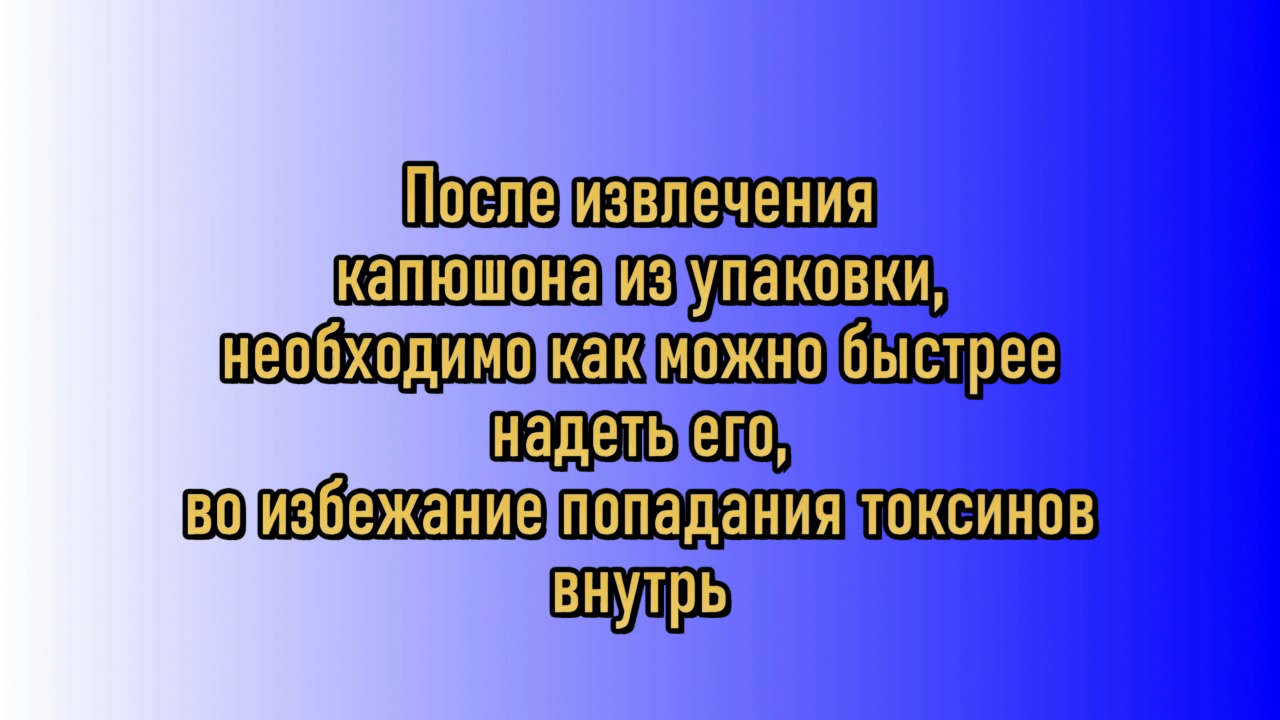 После извлечения
капюшона из упаковки,
необходимо как можно быстрее
надеть его,
во избежание попадания токсинов
внутрь